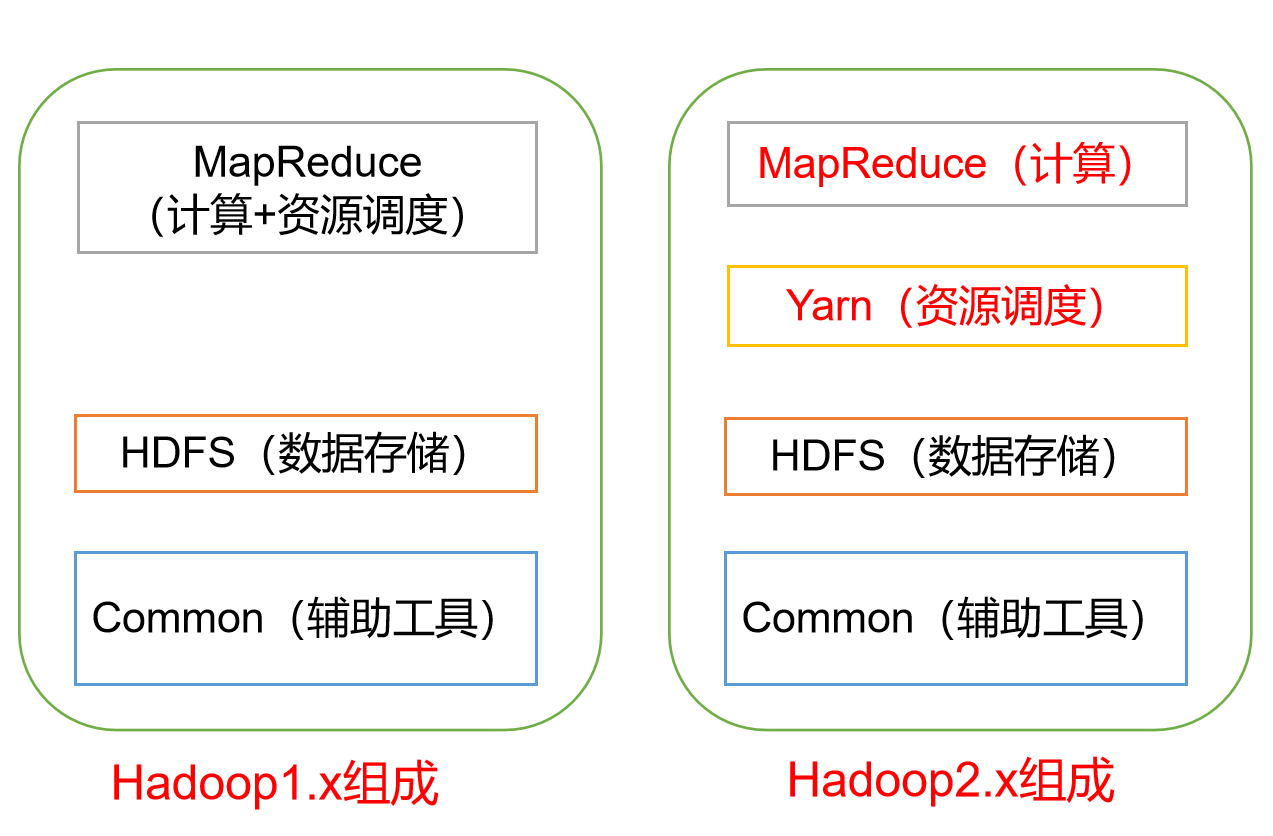 MapReduce
（计算+资源调度）
HDFS（数据存储）
Common（辅助工具）
Hadoop1.x组成
MapReduce（计算）
Yarn（资源调度）
HDFS（数据存储）
Common（辅助工具）
Hadoop2.x组成